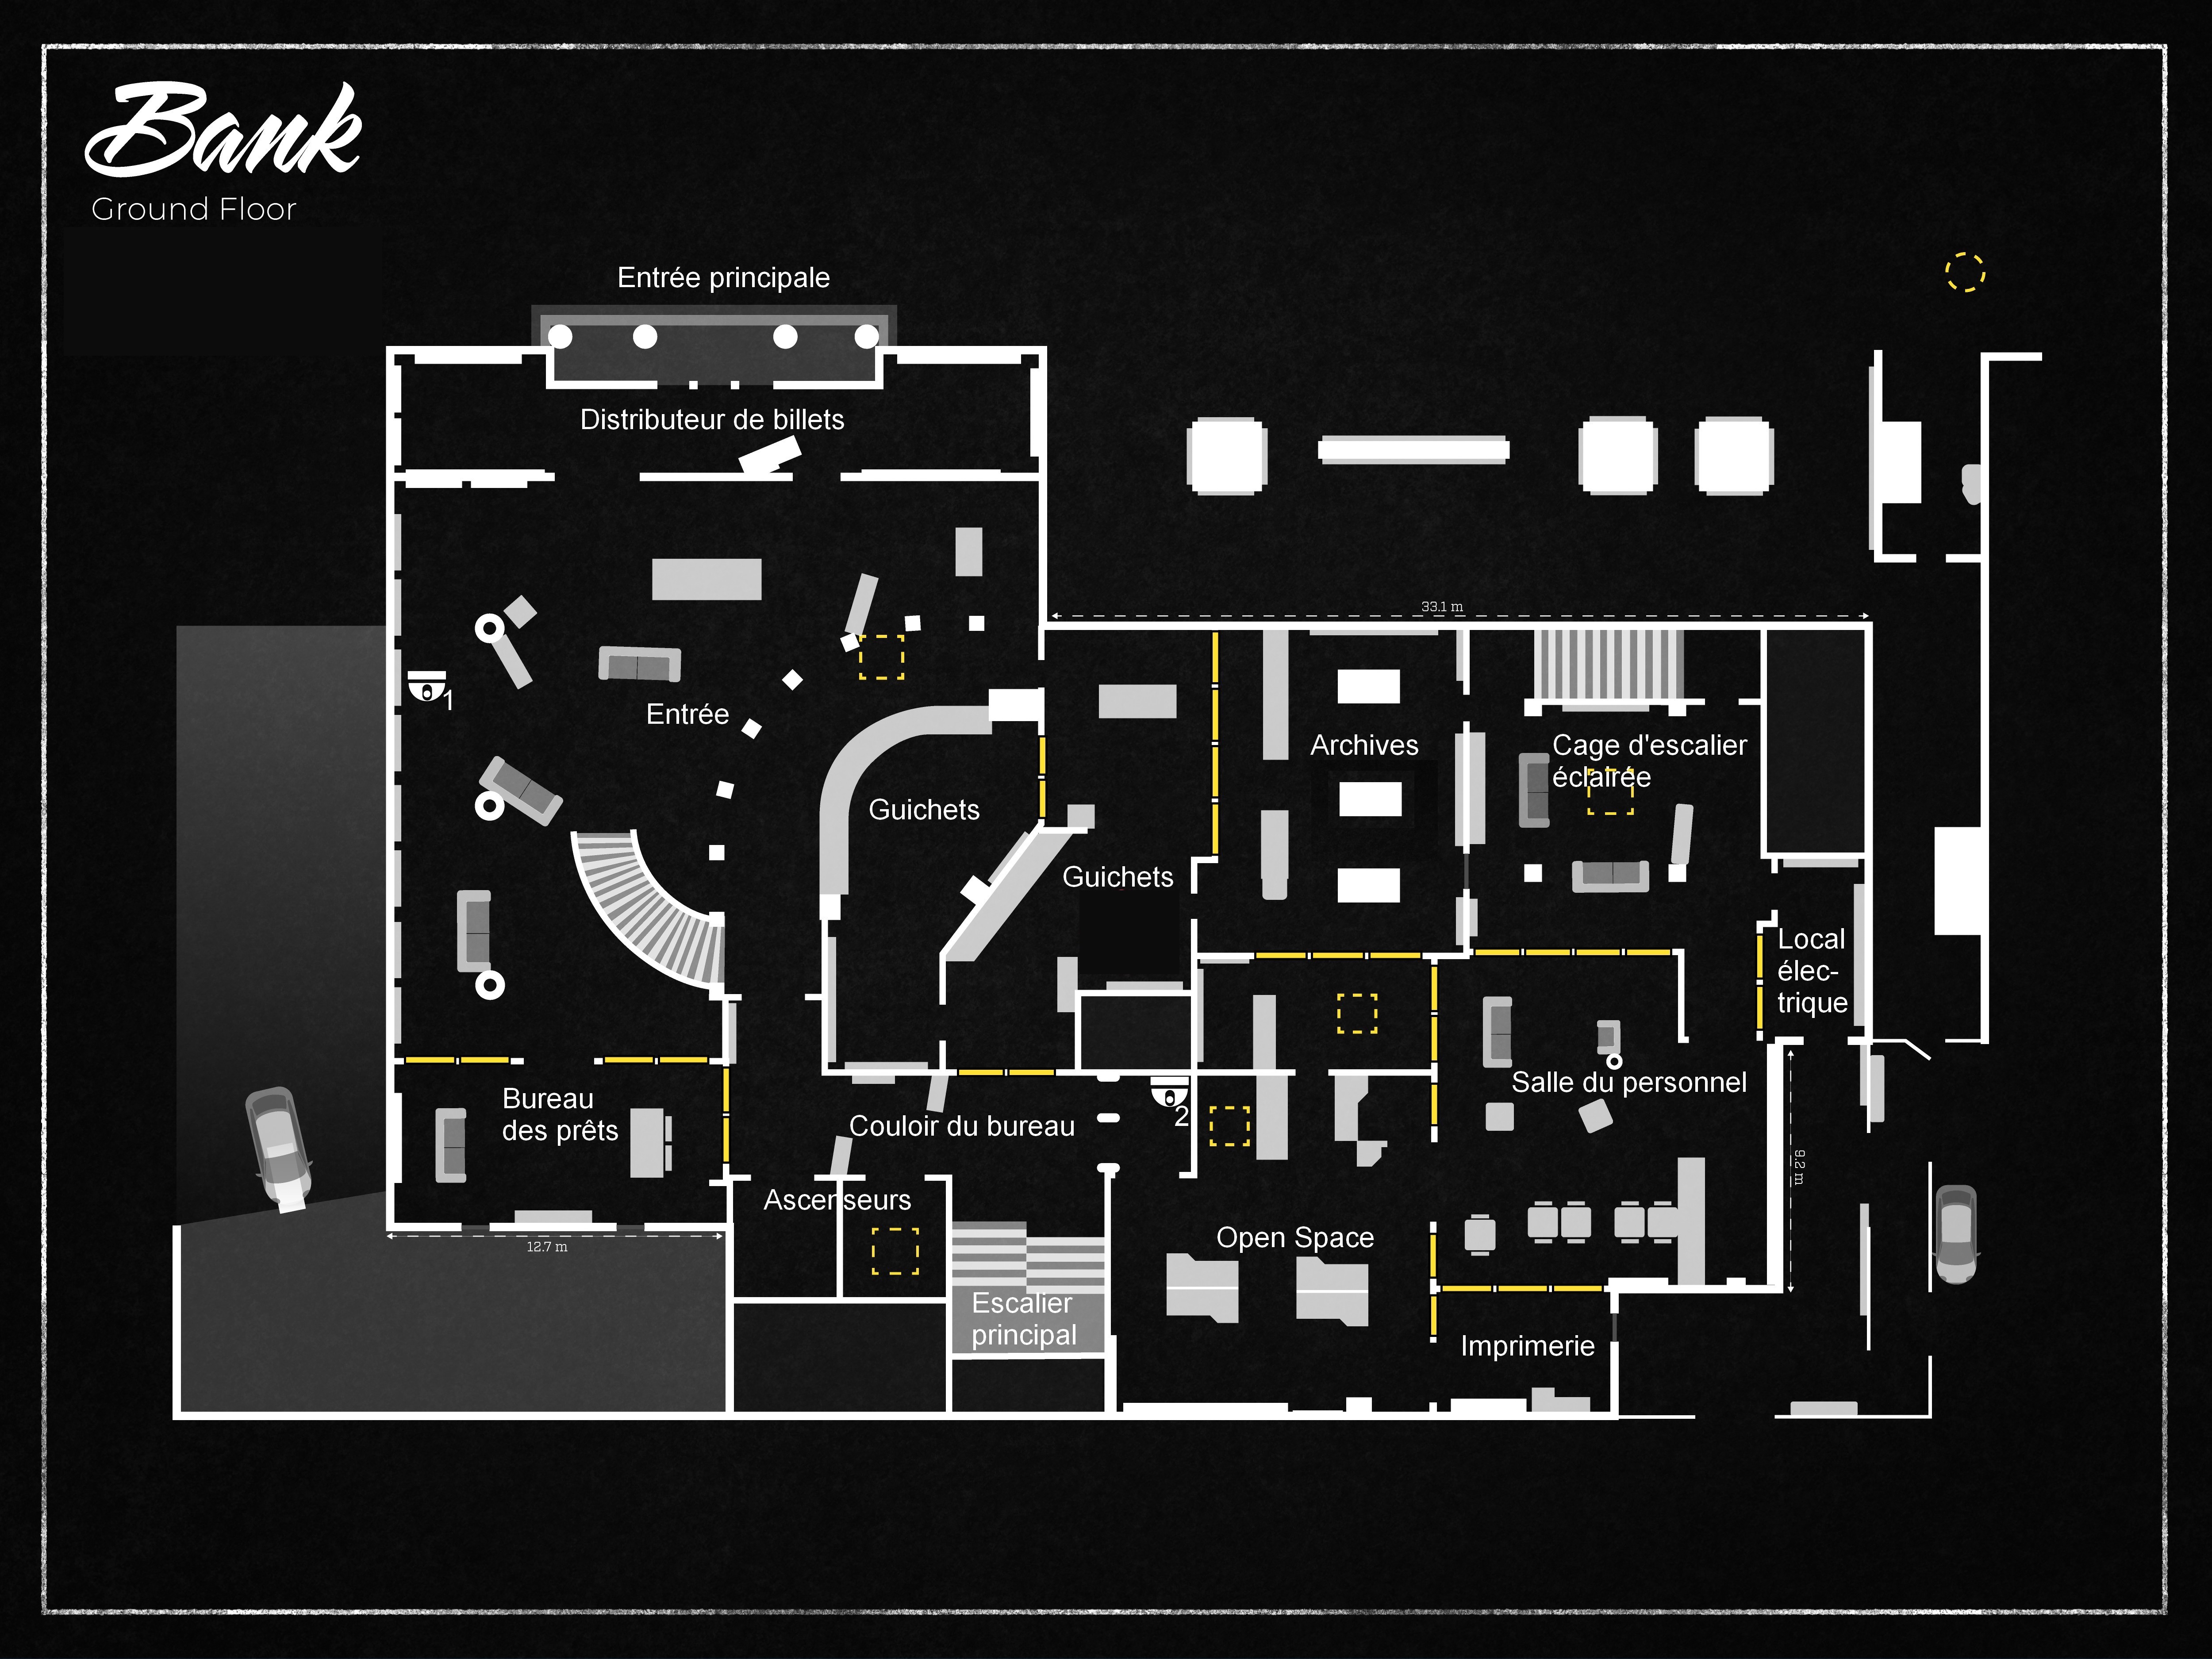 Bank
Ground Floor
Entrée principale
Distributeur de billets
33.1 m
1
Entrée
Archives
Cage d'escalier
éclairée
Guichets
Guichets
Local
élec-
trique
Bureau
des prêts
Couloir du bureau
2
Salle du personnel
9.2 m
Ascenseurs
12.7 m
Open Space
Escalier
principal
Imprimerie